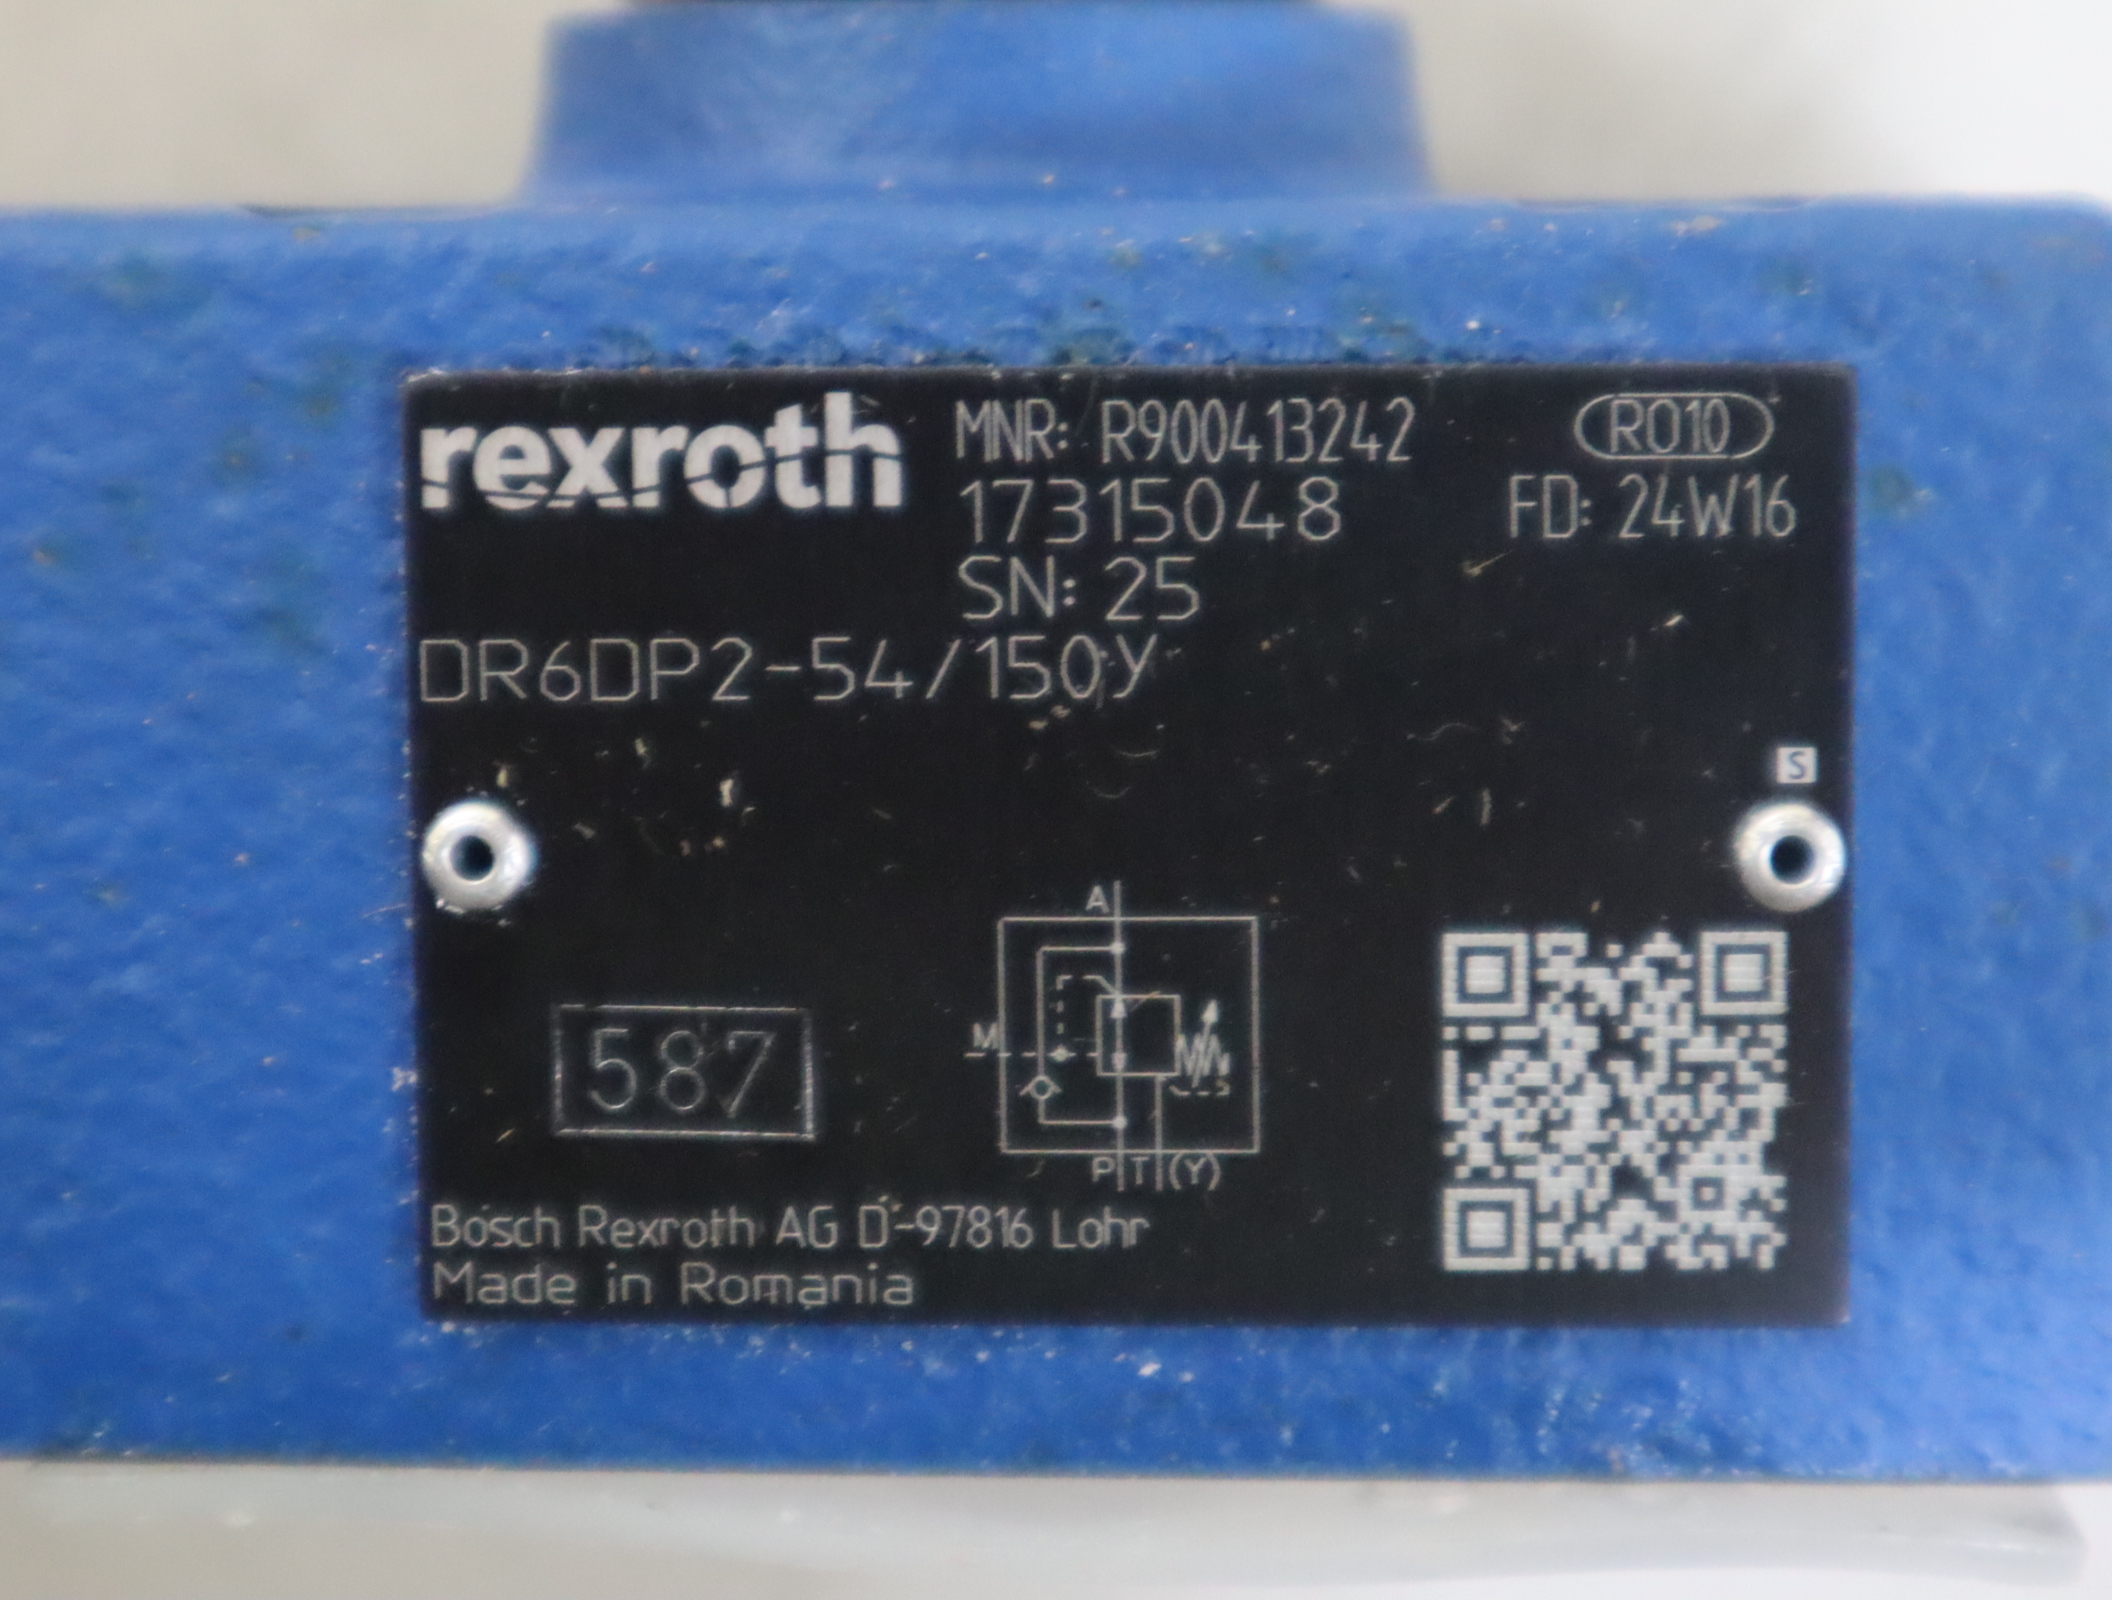 rexroth
MNR: R900413242
RO10
17315048
FD: 24W16
SN: 25
DR6DP2-54/150Y
S
A
M
587
P T (Y)
Bosch Rexroth AG D-97816 Lohr
Made in Romania